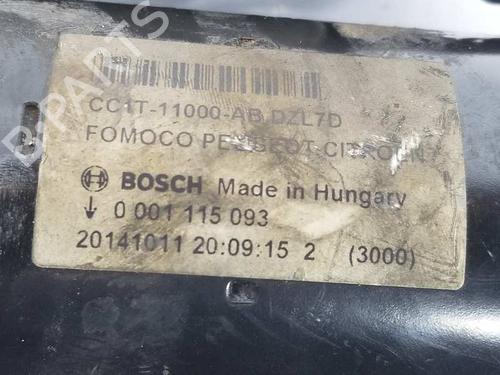 CC1T-11000-AB DZL7D
FOMOCO PEUGEOT-CITROEN
BOSCH Made in Hungary
0 001 115 093
20141011 20:09:15 2 (3000)
B-PARTS